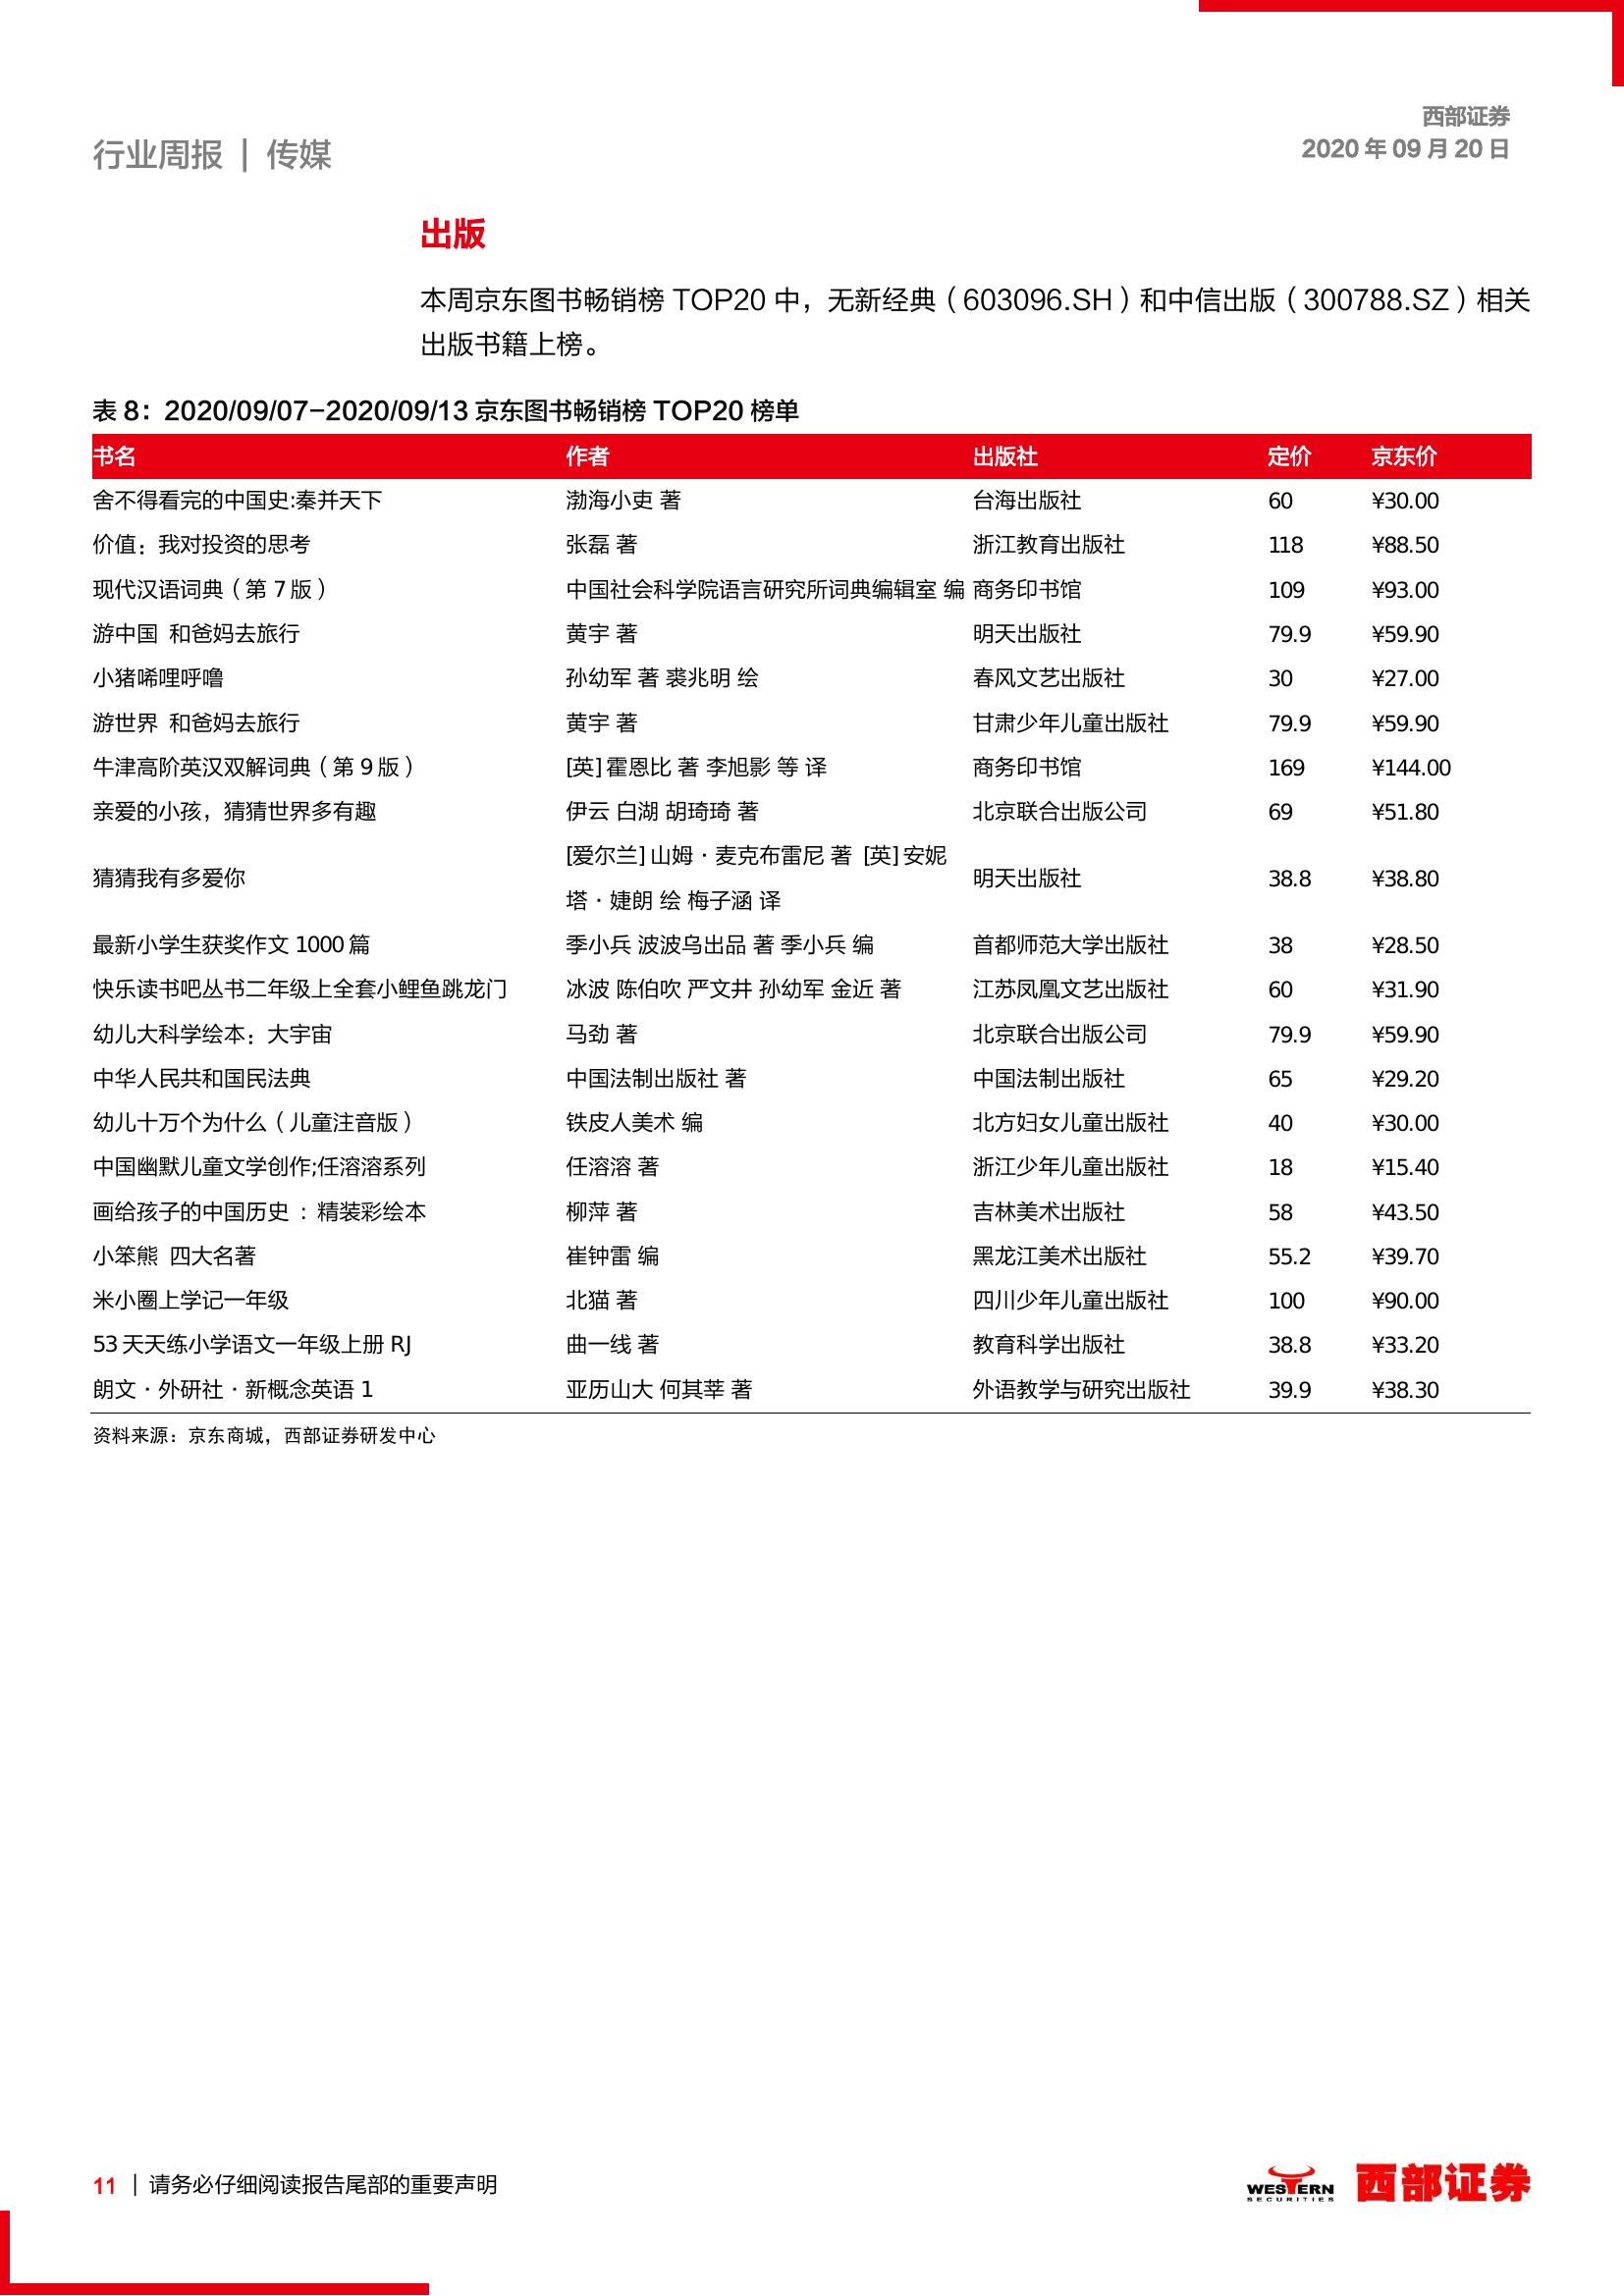 西部证券
2020 年 09 月 20 日
行业周报 | 传媒
出版
本周京东图书畅销榜 TOP20 中，无新经典（603096.SH）和中信出版（300788.SZ）相关
出版书籍上榜。
表 8：2020/09/07-2020/09/13 京东图书畅销榜 TOP20 榜单
书名 作者 出版社 定价 京东价
舍不得看完的中国史:秦并天下 渤海小吏 著 台海出版社 60 ¥30.00
价值：我对投资的思考 张磊 著 浙江教育出版社 118 ¥88.50
现代汉语词典（第 7 版） 中国社会科学院语言研究所词典编辑室 编 商务印书馆 109 ¥93.00
游中国 和爸妈去旅行 黄宇 著 明天出版社 79.9 ¥59.90
小猪唏哩呼噜 孙幼军 著 裘兆明 绘 春风文艺出版社 30 ¥27.00
游世界 和爸妈去旅行 黄宇 著 甘肃少年儿童出版社 79.9 ¥59.90
牛津高阶英汉双解词典（第 9 版） [英] 霍恩比 著 李旭影 等 译 商务印书馆 169 ¥144.00
亲爱的小孩，猜猜世界多有趣 伊云 白湖 胡琦琦 著 北京联合出版公司 69 ¥51.80
[爱尔兰] 山姆·麦克布雷尼 著 [英] 安妮
猜猜我有多爱你 明天出版社 38.8 ¥38.80
塔·婕朗 绘 梅子涵 译
最新小学生获奖作文 1000 篇 季小兵 波波乌出品 著 季小兵 编 首都师范大学出版社 38 ¥28.50
快乐读书吧丛书二年级上全套小鲤鱼跳龙门 冰波 陈伯吹 严文井 孙幼军 金近 著 江苏凤凰文艺出版社 60 ¥31.90
幼儿大科学绘本：大宇宙 马劲 著 北京联合出版公司 79.9 ¥59.90
中华人民共和国民法典 中国法制出版社 著 中国法制出版社 65 ¥29.20
幼儿十万个为什么（儿童注音版） 铁皮人美术 编 北方妇女儿童出版社 40 ¥30.00
中国幽默儿童文学创作;任溶溶系列 任溶溶 著 浙江少年儿童出版社 18 ¥15.40
画给孩子的中国历史 ：精装彩绘本 柳萍 著 吉林美术出版社 58 ¥43.50
小笨熊 四大名著 崔钟雷 编 黑龙江美术出版社 55.2 ¥39.70
米小圈上学记一年级 北猫 著 四川少年儿童出版社 100 ¥90.00
53 天天练小学语文一年级上册 RJ 曲一线 著 教育科学出版社 38.8 ¥33.20
朗文·外研社·新概念英语 1 亚历山大 何其莘 著 外语教学与研究出版社 39.9 ¥38.30
资料来源：京东商城，西部证券研发中心
11 | 请务必仔细阅读报告尾部的重要声明
WESTERN
SECURITIES
西部证券